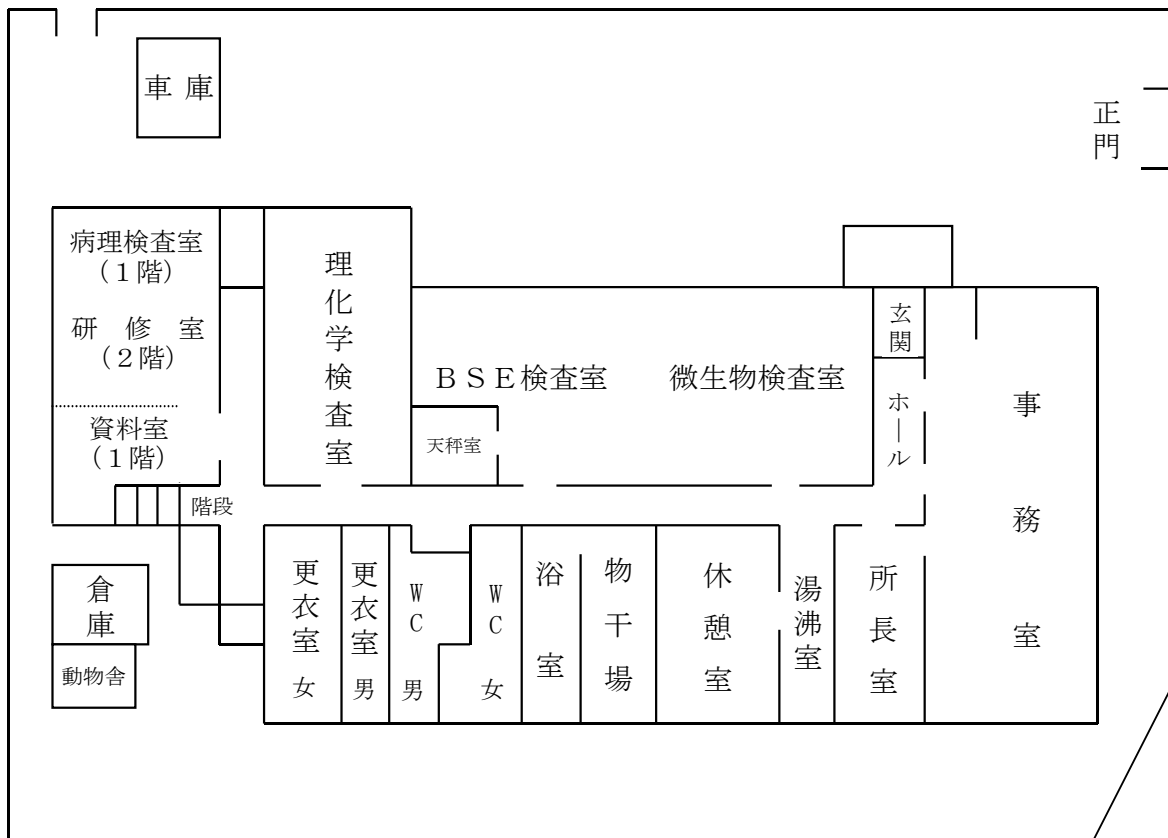 車庫
正門
病理検査室
（１階）
研修室
（２階）
資料室
（１階）
階段
理化学検査室
ＢＳＥ検査室
微生物検査室
天秤室
玄関
ホール
事務室
倉庫
動物舎
更衣室女
更衣室男
WC男
WC女
浴室
物干場
休憩室
湯沸室
所長室